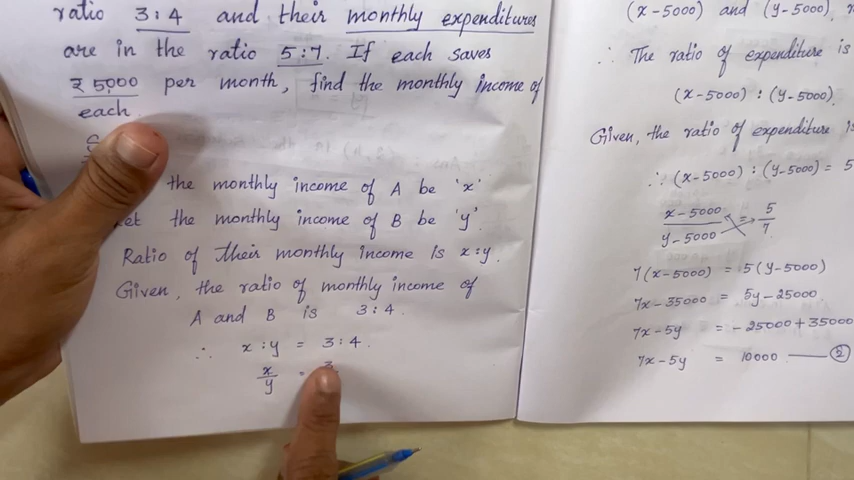 ratio 3:4 and their monthly expenditures
are in the ratio 5:7. If each saves
₹ 5000 per month, find the monthly income of
each.
the monthly income of A be 'x'
the monthly income of B be 'y'.
Ratio of their monthly income is x:y.
Given, the ratio of monthly income of
A and B is 3:4.
∴ x:y = 3:4.
x/y =
(x-5000) and (y-5000),
∴ The ratio of expenditure is
(x-5000) : (y-5000).
Given, the ratio of expenditure is
∴ (x-5000) : (y-5000) = 5
x-5000/y-5000 = 5/7
7(x-5000) = 5(y-5000)
7x-35000 = 5y-25000
7x-5y = -25000+35000
7x-5y = 10000 — ②